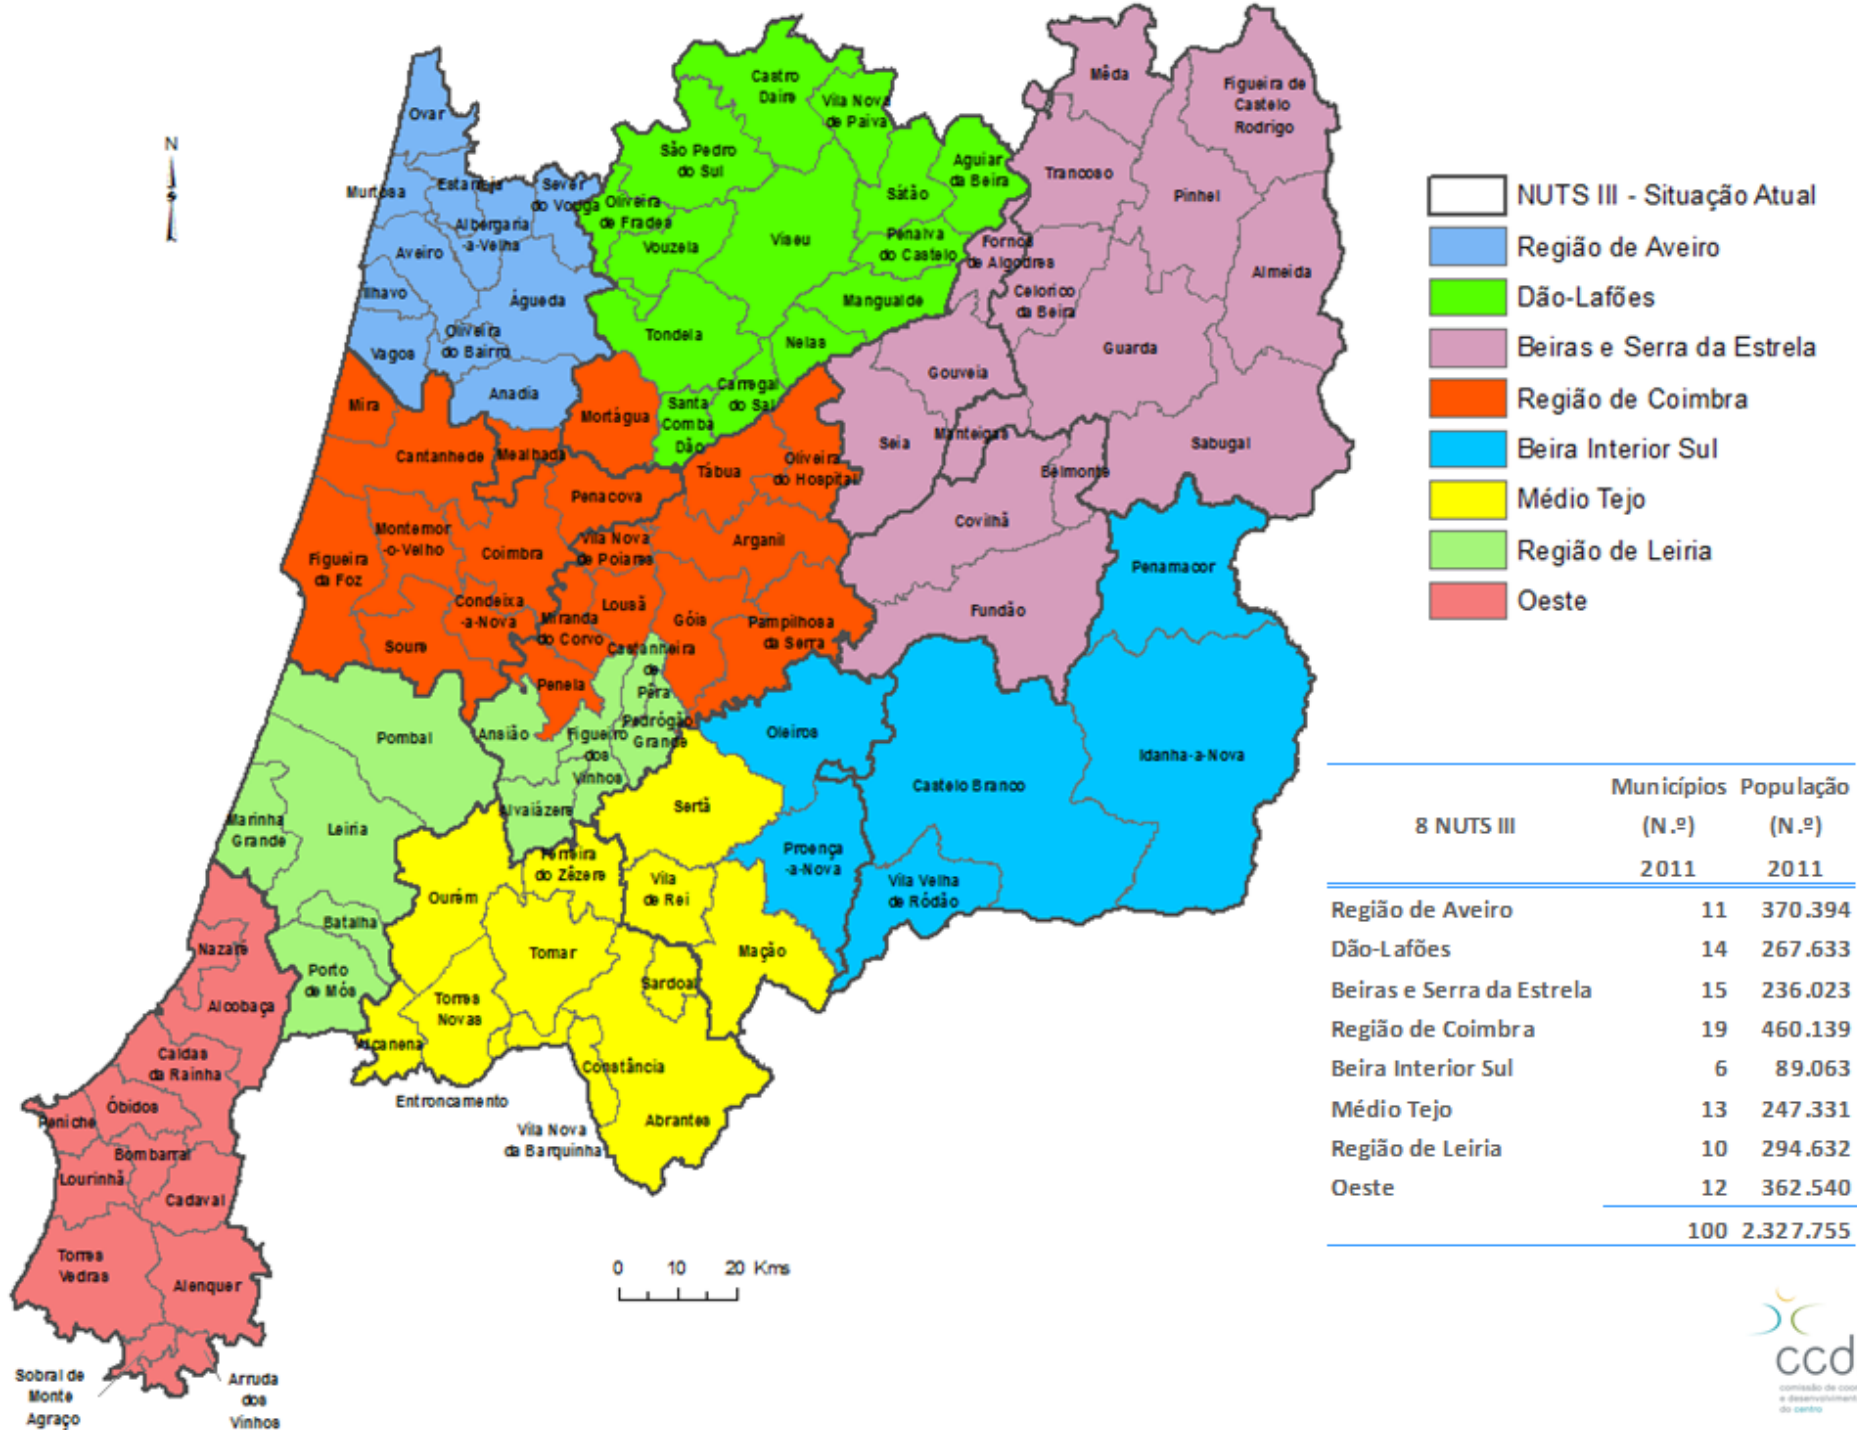 N
S
Ovar
Murtosa
Estarreja
Sever
do Vouga
Albergaria
-a-Velha
Aveiro
Ílhavo
Águeda
Oliveira
do Bairro
Vagos
Anadia
Castro
Daire
Vila Nova
de Paiva
São Pedro
do Sul
Aguiar
da Beira
Sátão
Oliveira
de Frades
Vouzela
Viseu
Penalva
do Castelo
Mangualde
Tondela
Nelas
Carregal
do Sal
Santa
Comba
Dão
Mêda
Figueira de
Castelo
Rodrigo
Trancoso
Pinhel
Fornos
de Algodres
Celorico
da Beira
Almeida
Guarda
Gouveia
Seia
Manteigas
Belmonte
Sabugal
Covilhã
Fundão
Mira
Cantanhede
Mealhada
Mortágua
Tábua
Oliveira
do Hospital
Penacova
Montemor
-o-Velho
Coimbra
Vila Nova
de Poiares
Arganil
Figueira
da Foz
Condeixa
-a-Nova
Lousã
Miranda
do Corvo
Góis
Pampilhosa
da Serra
Soure
Penela
Castanheira
de
Pêra
Pedrógão
Grande
Ansião
Figueiró
dos
Vinhos
Pombal
Alvaiázere
Marinha
Grande
Leiria
Batalha
Porto
de Mós
Penamacor
Oleiros
Idanha-a-Nova
Castelo Branco
Proença
-a-Nova
Vila Velha
de Ródão
Sertã
Ferreira
do Zêzere
Vila
de Rei
Ourém
Tomar
Mação
Sardoal
Torres
Novas
Alcanena
Constância
Entroncamento
Abrantes
Vila Nova
da Barquinha
Nazaré
Alcobaça
Caldas
da Rainha
Óbidos
Peniche
Bombarral
Lourinhã
Cadaval
Torres
Vedras
Alenquer
Sobral de
Monte
Agraço
Arruda
dos
Vinhos
0 10 20 Kms
NUTS III - Situação Atual
Região de Aveiro
Dão-Lafões
Beiras e Serra da Estrela
Região de Coimbra
Beira Interior Sul
Médio Tejo
Região de Leiria
Oeste
Municípios População
8 NUTS III (N.º) (N.º)
2011 2011
Região de Aveiro 11 370.394
Dão-Lafões 14 267.633
Beiras e Serra da Estrela 15 236.023
Região de Coimbra 19 460.139
Beira Interior Sul 6 89.063
Médio Tejo 13 247.331
Região de Leiria 10 294.632
Oeste 12 362.540
100 2.327.755
ccd
comissão de coor
e desenvolvimen
do centro